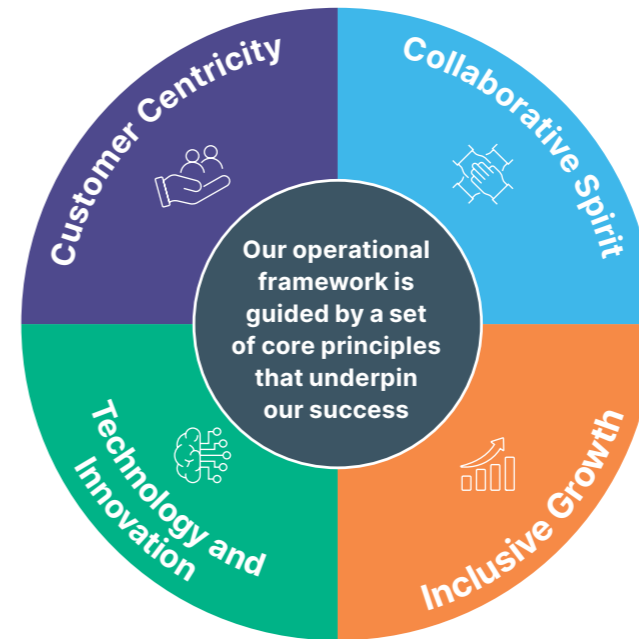 Customer Centricity
Collaborative Spirit
Our operational
framework is
guided by a set
of core principles
that underpin
our success
Technology and
Innovation
Inclusive Growth